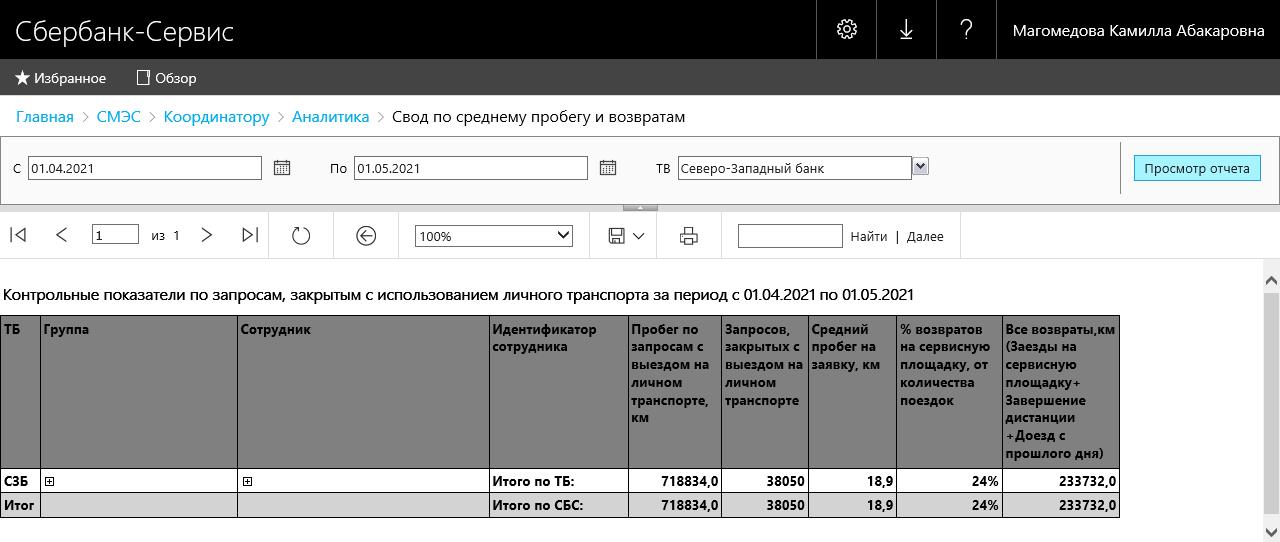 Сбербанк-Сервис
?
Магомедова Камилла Абакаровна
Избранное
Обзор
Главная > СМЭС > Координатору > Аналитика > Свод по среднему пробегу и возвратам
С 01.04.2021 По 01.05.2021 ТВ Северо-Западный банк Просмотр отчета
1 из 1 100% Найти | Далее
Контрольные показатели по запросам, закрытым с использованием личного транспорта за период с 01.04.2021 по 01.05.2021
ТБ
Группа
Сотрудник
Идентификатор
сотрудника
Пробег по
запросам с
выездом на
личном
транспорте,
км
Запросов,
закрытых с
выездом на
личном
транспорте
Средний
пробег на
заявку, км
% возвратов
на сервисную
площадку, от
количества
поездок
Все возвраты,км
(Заезды на
сервисную
площадку+
Завершение
дистанции
+Доезд с
прошлого дня)
СЗБ Итого по ТБ: 718834,0 38050 18,9 24% 233732,0
Итог Итого по СБС: 718834,0 38050 18,9 24% 233732,0